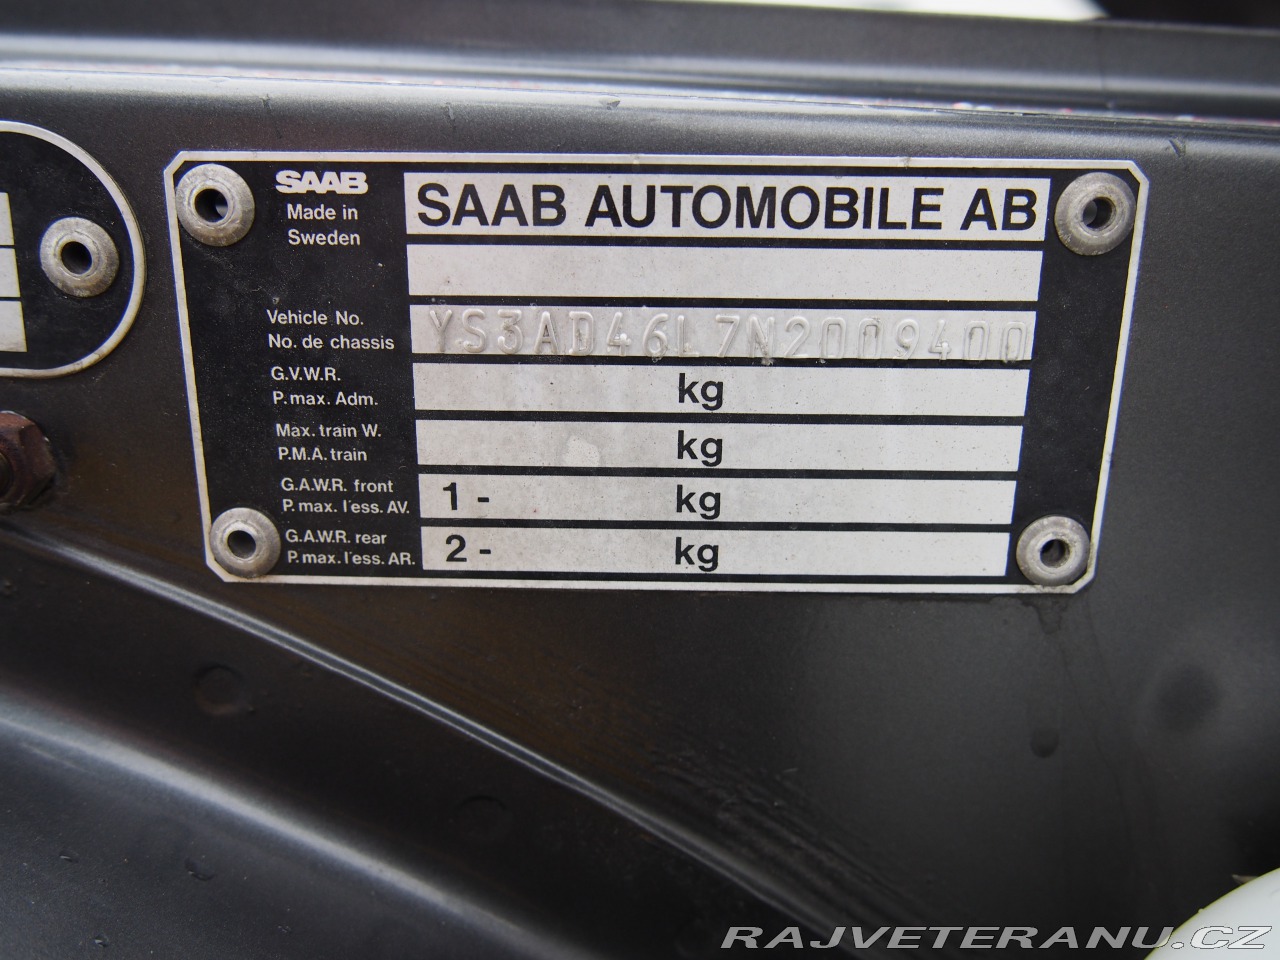 SAAB
Made in
Sweden
SAAB AUTOMOBILE AB
Vehicle No.
No. de chassis
YS3AD46L7N2009400
G.V.W.R.
P. max. Adm.
kg
Max. train W.
P.M.A. train
kg
G.A.W.R. front
P. max. l'ess. AV.
1 -
kg
G.A.W.R. rear
P. max. l'ess. AR.
2 -
kg
RAJVETERANU.CZ